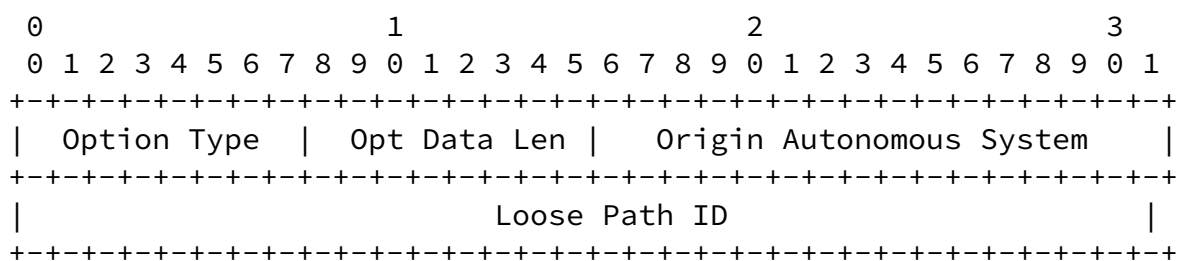 0                   1                   2                   3
 0 1 2 3 4 5 6 7 8 9 0 1 2 3 4 5 6 7 8 9 0 1 2 3 4 5 6 7 8 9 0 1
+-+-+-+-+-+-+-+-+-+-+-+-+-+-+-+-+-+-+-+-+-+-+-+-+-+-+-+-+-+-+-+-+
|  Option Type  |  Opt Data Len |   Origin Autonomous System    |
+-+-+-+-+-+-+-+-+-+-+-+-+-+-+-+-+-+-+-+-+-+-+-+-+-+-+-+-+-+-+-+-+
|                          Loose Path ID                       |
+-+-+-+-+-+-+-+-+-+-+-+-+-+-+-+-+-+-+-+-+-+-+-+-+-+-+-+-+-+-+-+-+